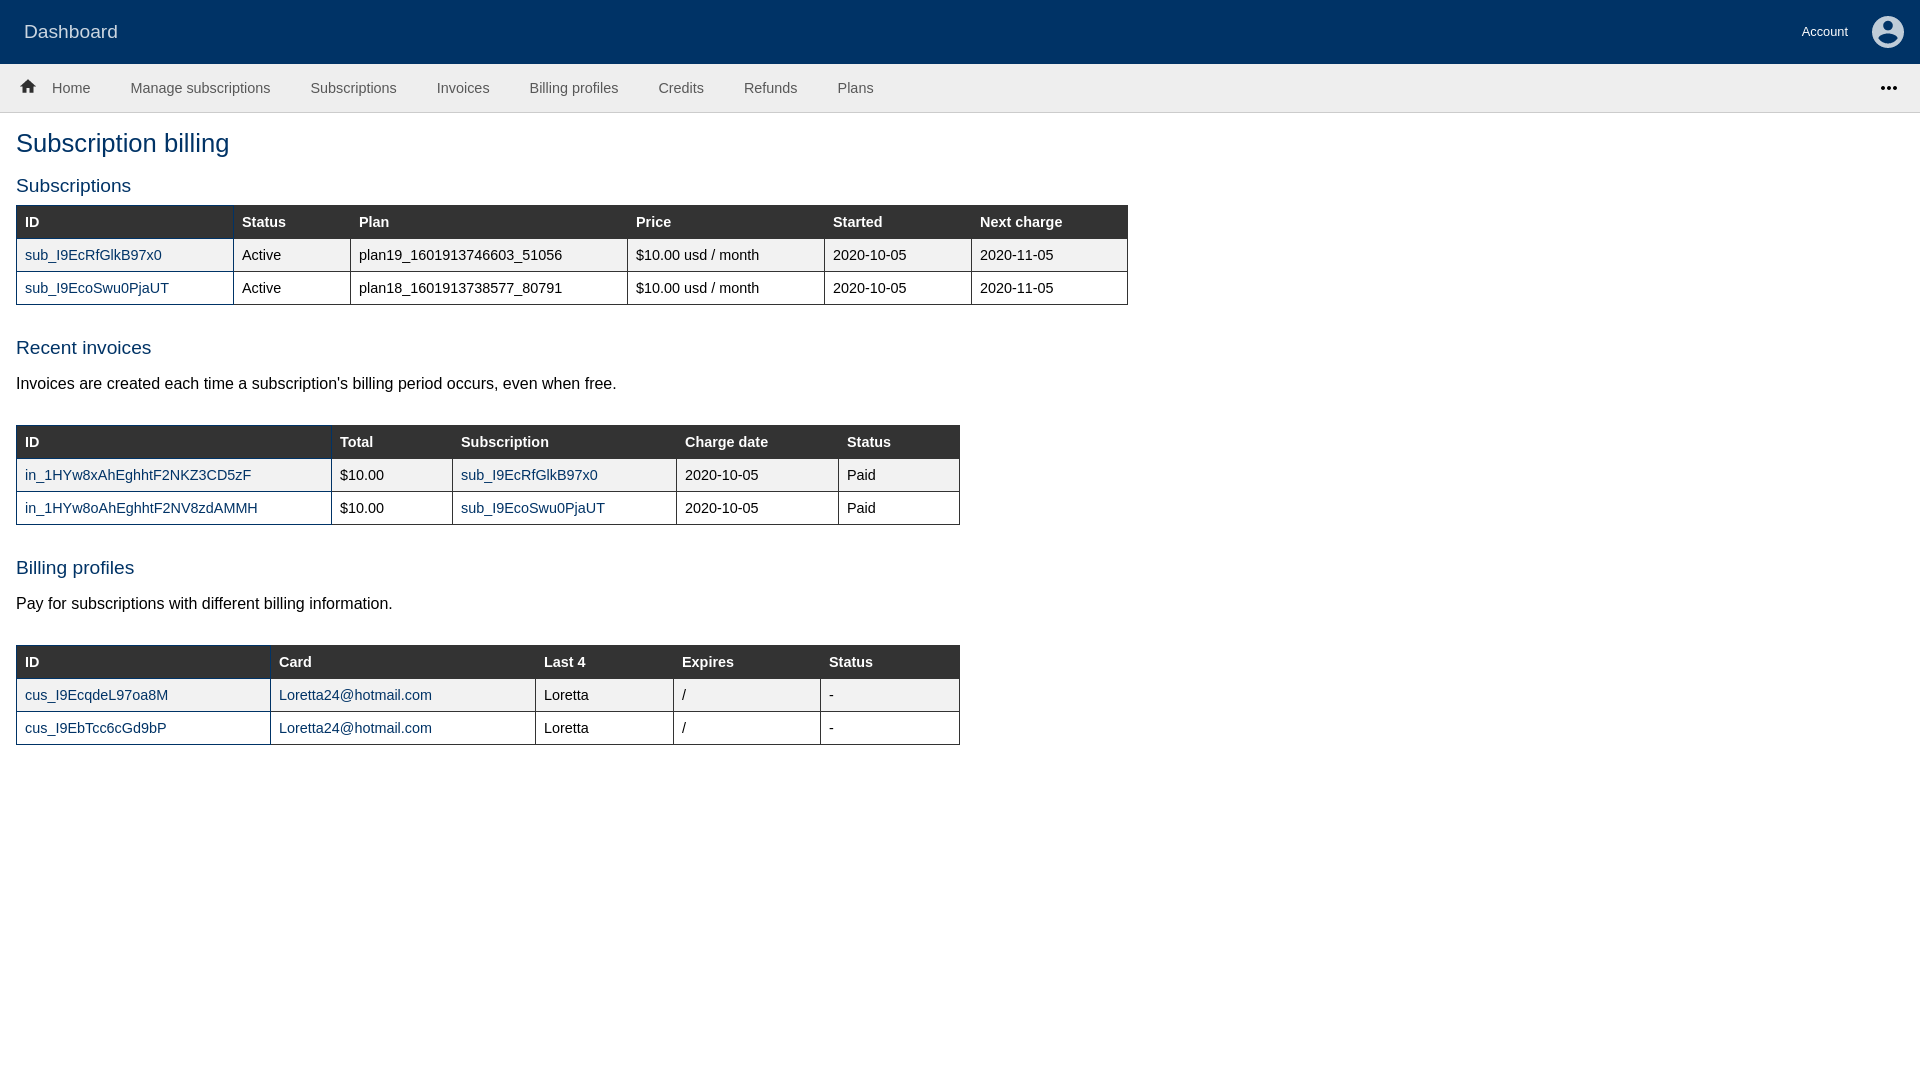 Dashboard
Account
Home Manage subscriptions Subscriptions Invoices Billing profiles Credits Refunds Plans
Subscription billing
Subscriptions
ID Status Plan Price Started Next charge
sub_I9EcRfGlkB97x0 Active plan19_1601913746603_51056 $10.00 usd / month 2020-10-05 2020-11-05
sub_I9EcoSwu0PjaUT Active plan18_1601913738577_80791 $10.00 usd / month 2020-10-05 2020-11-05
Recent invoices
Invoices are created each time a subscription's billing period occurs, even when free.
ID Total Subscription Charge date Status
in_1HYw8xAhEghhtF2NKZ3CD5zF $10.00 sub_I9EcRfGlkB97x0 2020-10-05 Paid
in_1HYw8oAhEghhtF2NV8zdAMMH $10.00 sub_I9EcoSwu0PjaUT 2020-10-05 Paid
Billing profiles
Pay for subscriptions with different billing information.
ID Card Last 4 Expires Status
cus_I9EcqdeL97oa8M Loretta24@hotmail.com Loretta / -
cus_I9EbTcc6cGd9bP Loretta24@hotmail.com Loretta / -